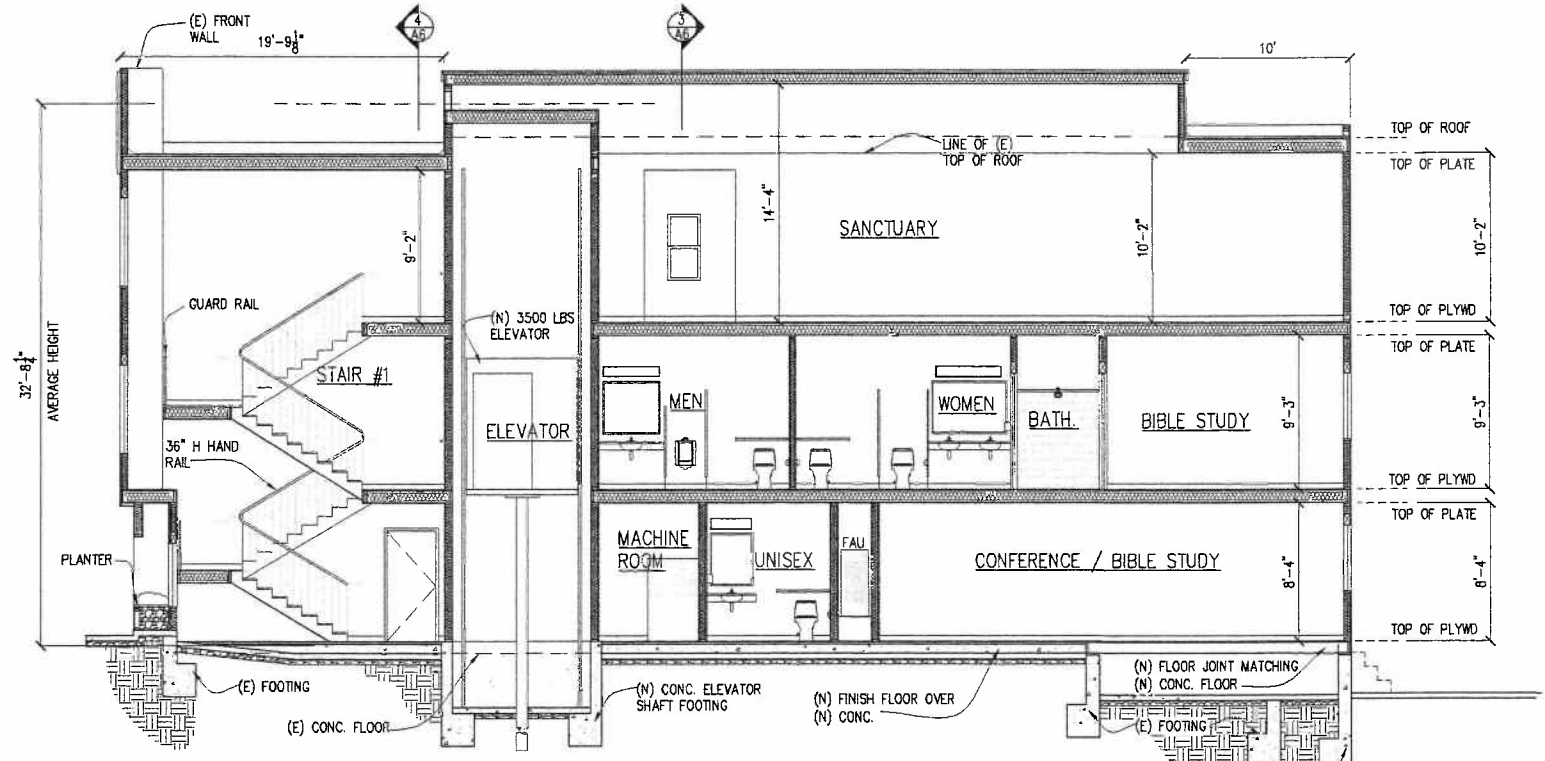 (E) FRONT
WALL
19'-9⅛"
4
A6
3
A6
10'
TOP OF ROOF
LINE OF (E)
TOP OF ROOF
TOP OF PLATE
14'-4"
SANCTUARY
9'-2"
10'-2"
10'-2"
GUARD RAIL
(N) 3500 LBS
ELEVATOR
TOP OF PLYWD
TOP OF PLATE
32'-8½"
AVERAGE HEIGHT
STAIR #1
MEN
WOMEN
ELEVATOR
BATH.
BIBLE STUDY
9'-3"
9'-3"
36" H HAND
RAIL
TOP OF PLYWD
TOP OF PLATE
MACHINE
ROOM
UNISEX
FAU
CONFERENCE / BIBLE STUDY
8'-4"
8'-4"
PLANTER
TOP OF PLYWD
(E) FOOTING
(N) CONC. ELEVATOR
SHAFT FOOTING
(N) FINISH FLOOR OVER
(N) CONC.
(N) FLOOR JOINT MATCHING
(N) CONC. FLOOR
(E) CONC. FLOOR
(E) FOOTING